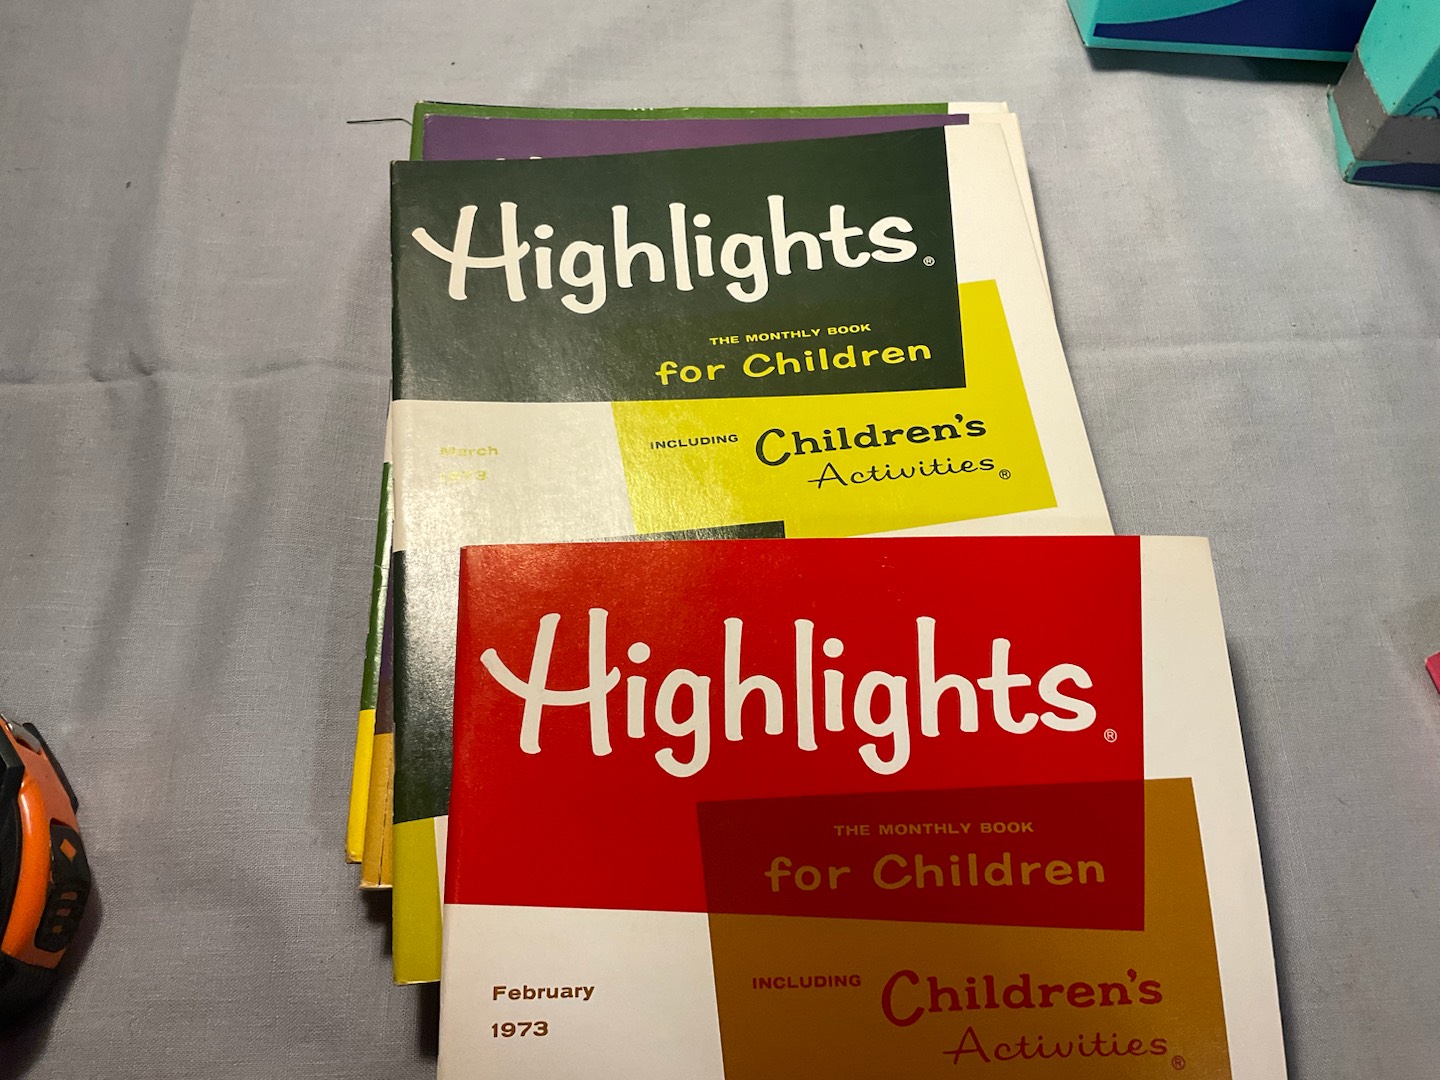 Highlights®
THE MONTHLY BOOK
for Children
INCLUDING Children's
Activities®
March
1973
Highlights®
THE MONTHLY BOOK
for Children
INCLUDING Children's
Activities®
February
1973